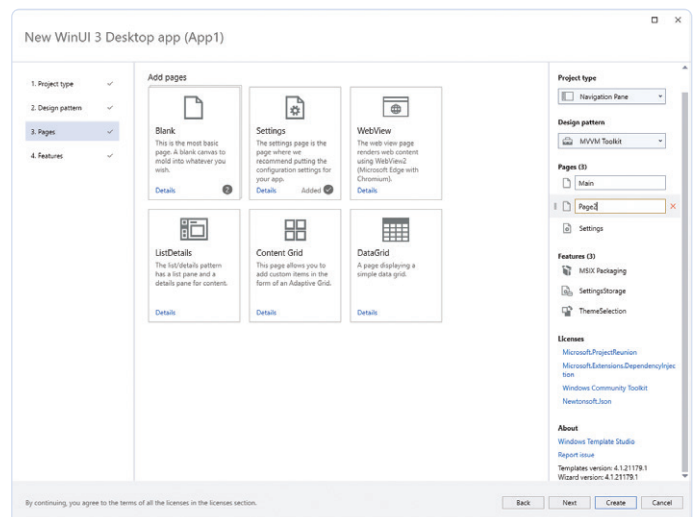 New WinUI 3 Desktop app (App1)
1. Project type
2. Design pattern
3. Pages
4. Features
Add pages
Blank
This is the most basic
page. A blank canvas to
mold into whatever you
wish.
Details
2
Settings
The settings page is the
page where we
recommend putting the
configuration settings for
your app.
Details
Added
WebView
The web view page
renders web content
using WebView2
(Microsoft Edge with
Chromium).
Details
ListDetails
The list/details pattern
has a list pane and a
details pane for content.
Details
Content Grid
This page allows you to
add custom items in the
form of an Adaptive Grid.
Details
DataGrid
A page displaying a
simple data grid.
Details
Project type
Navigation Pane
Design pattern
MVVM Toolkit
Pages (3)
Main
Page2
Settings
Features (3)
MSIX Packaging
SettingsStorage
ThemeSelection
Licenses
Microsoft.ProjectReunion
Microsoft.Extensions.DependencyInjec
tion
Windows Community Toolkit
Newtonsoft.Json
About
Windows Template Studio
Report issue
Templates version: 4.1.21179.1
Wizard version: 4.1.21179.1
By continuing, you agree to the terms of all the licenses in the licenses section.
Back
Next
Create
Cancel